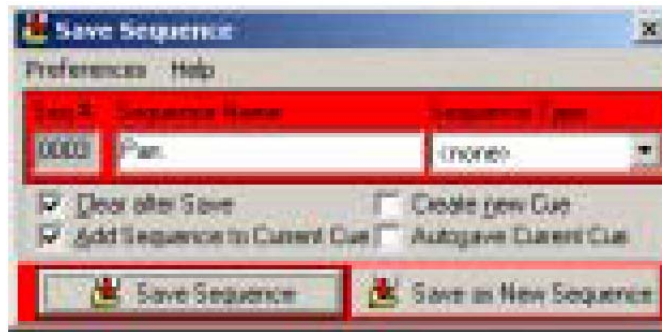 Save Sequence
Preferences Help
Seq # Sequence Name Sequence Type
0003 Pan <none>
Clear after Save Create new Cue
Add Sequence to Current Cue Autosave Current Cue
Save Sequence Save as New Sequence